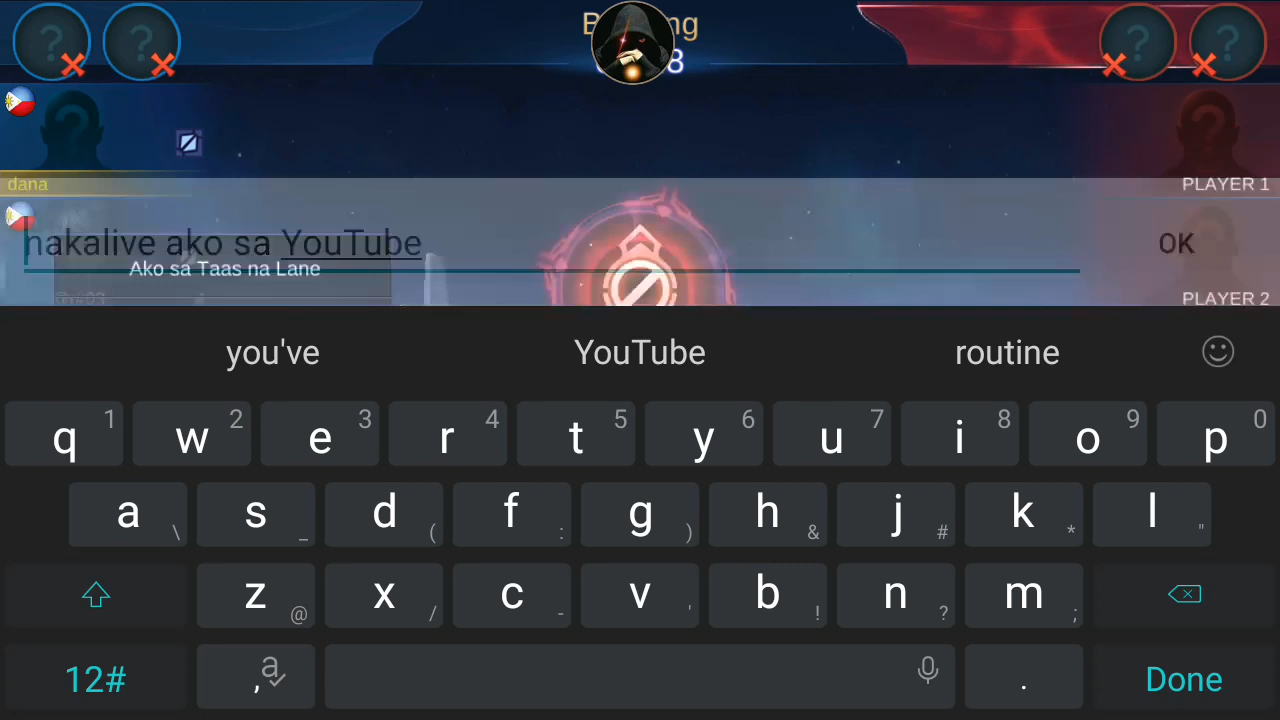 dana
PLAYER 1
nakalive ako sa YouTube
OK
Ako sa Taas na Lane
PLAYER 2
you've YouTube routine
1 2 3 4 5 6 7 8 9 0
q w e r t y u i o p
a s d f g h j k l
\ _ ( : ) & # * "
z x c v b n m
@ / - ' ! ? ;
12# , a . Done